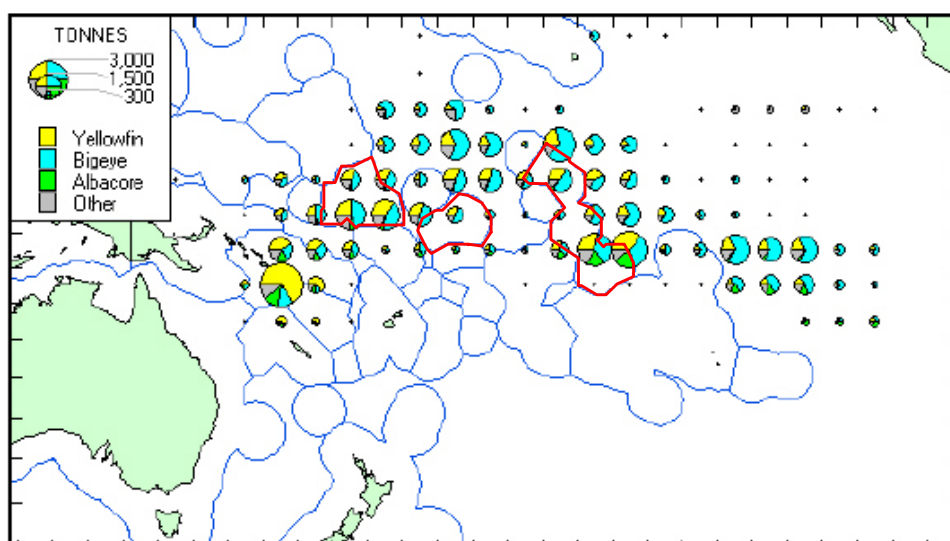 TONNES
3,000
1,500
300
Yellowfin
Bigeye
Albacore
Other